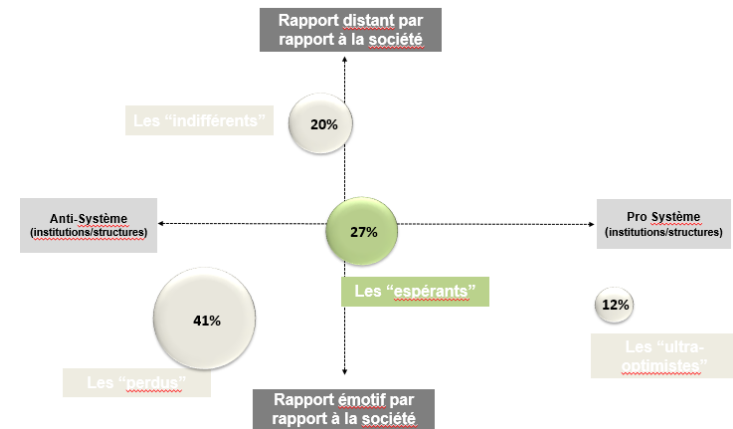 Rapport distant par
rapport à la société
Les “indifférents”
20%
Anti-Système
(institutions/structures)
27%
Pro Système
(institutions/structures)
Les “espérants”
41%
12%
Les “ultra-
optimistes”
Les “perdus”
Rapport émotif par
rapport à la société